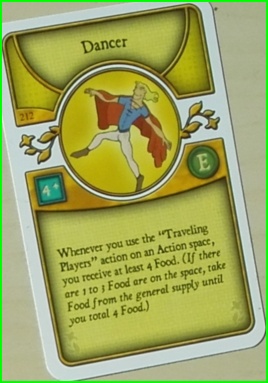 Dancer
212
4+
E
Whenever you use the “Traveling
Players” action on an Action space,
you receive at least 4 Food. (If there
are 1 to 3 Food are on the space, take
Food from the general supply until
you total 4 Food.)